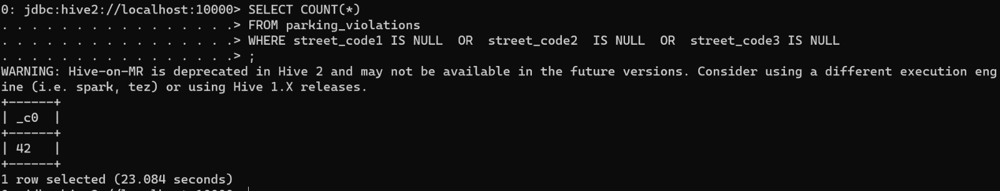 0: jdbc:hive2://localhost:10000> SELECT COUNT(*)
. . . . . . . . . . . . . . . .> FROM parking_violations
. . . . . . . . . . . . . . . .> WHERE street_code1 IS NULL  OR  street_code2  IS NULL  OR  street_code3 IS NULL
. . . . . . . . . . . . . . . .> ;
WARNING: Hive-on-MR is deprecated in Hive 2 and may not be available in the future versions. Consider using a different execution eng
ine (i.e. spark, tez) or using Hive 1.X releases.
+------+
| _c0  |
+------+
| 42   |
+------+
1 row selected (23.084 seconds)